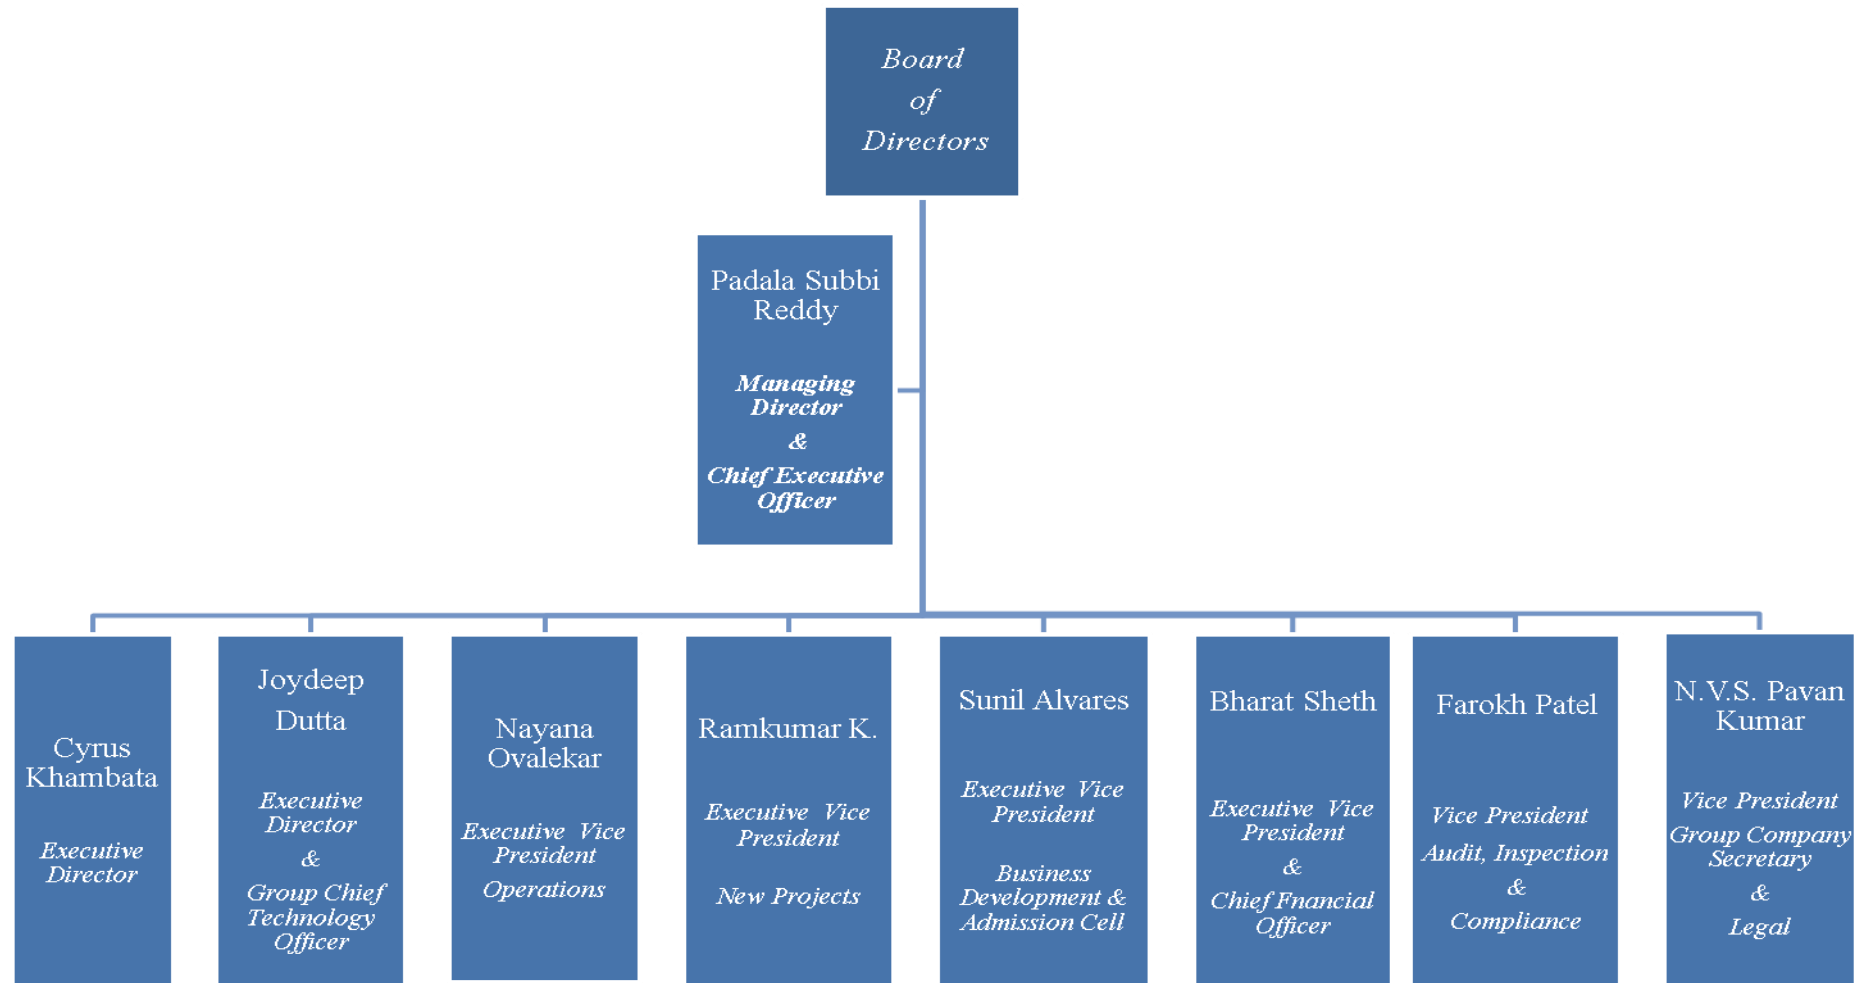 Board
of
Directors
Padala Subbi
Reddy
Managing
Director
&
Chief Executive
Officer
Cyrus
Khambata
Executive
Director
Joydeep
Dutta
Executive
Director
&
Group Chief
Technology
Officer
Nayana
Ovalekar
Executive Vice
President
Operations
Ramkumar K.
Executive Vice
President
New Projects
Sunil Alvares
Executive Vice
President
Business
Development &
Admission Cell
Bharat Sheth
Executive Vice
President
&
Chief Fnancial
Officer
Farokh Patel
Vice President
Audit, Inspection
&
Compliance
N.V.S. Pavan
Kumar
Vice President
Group Company
Secretary
&
Legal